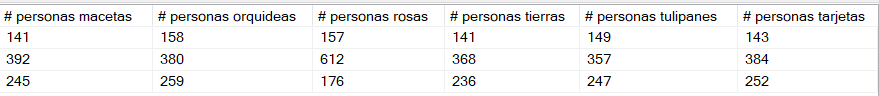 # personas macetas # personas orquideas # personas rosas # personas tierras # personas tulipanes # personas tarjetas
141 158 157 141 149 143
392 380 612 368 357 384
245 259 176 236 247 252